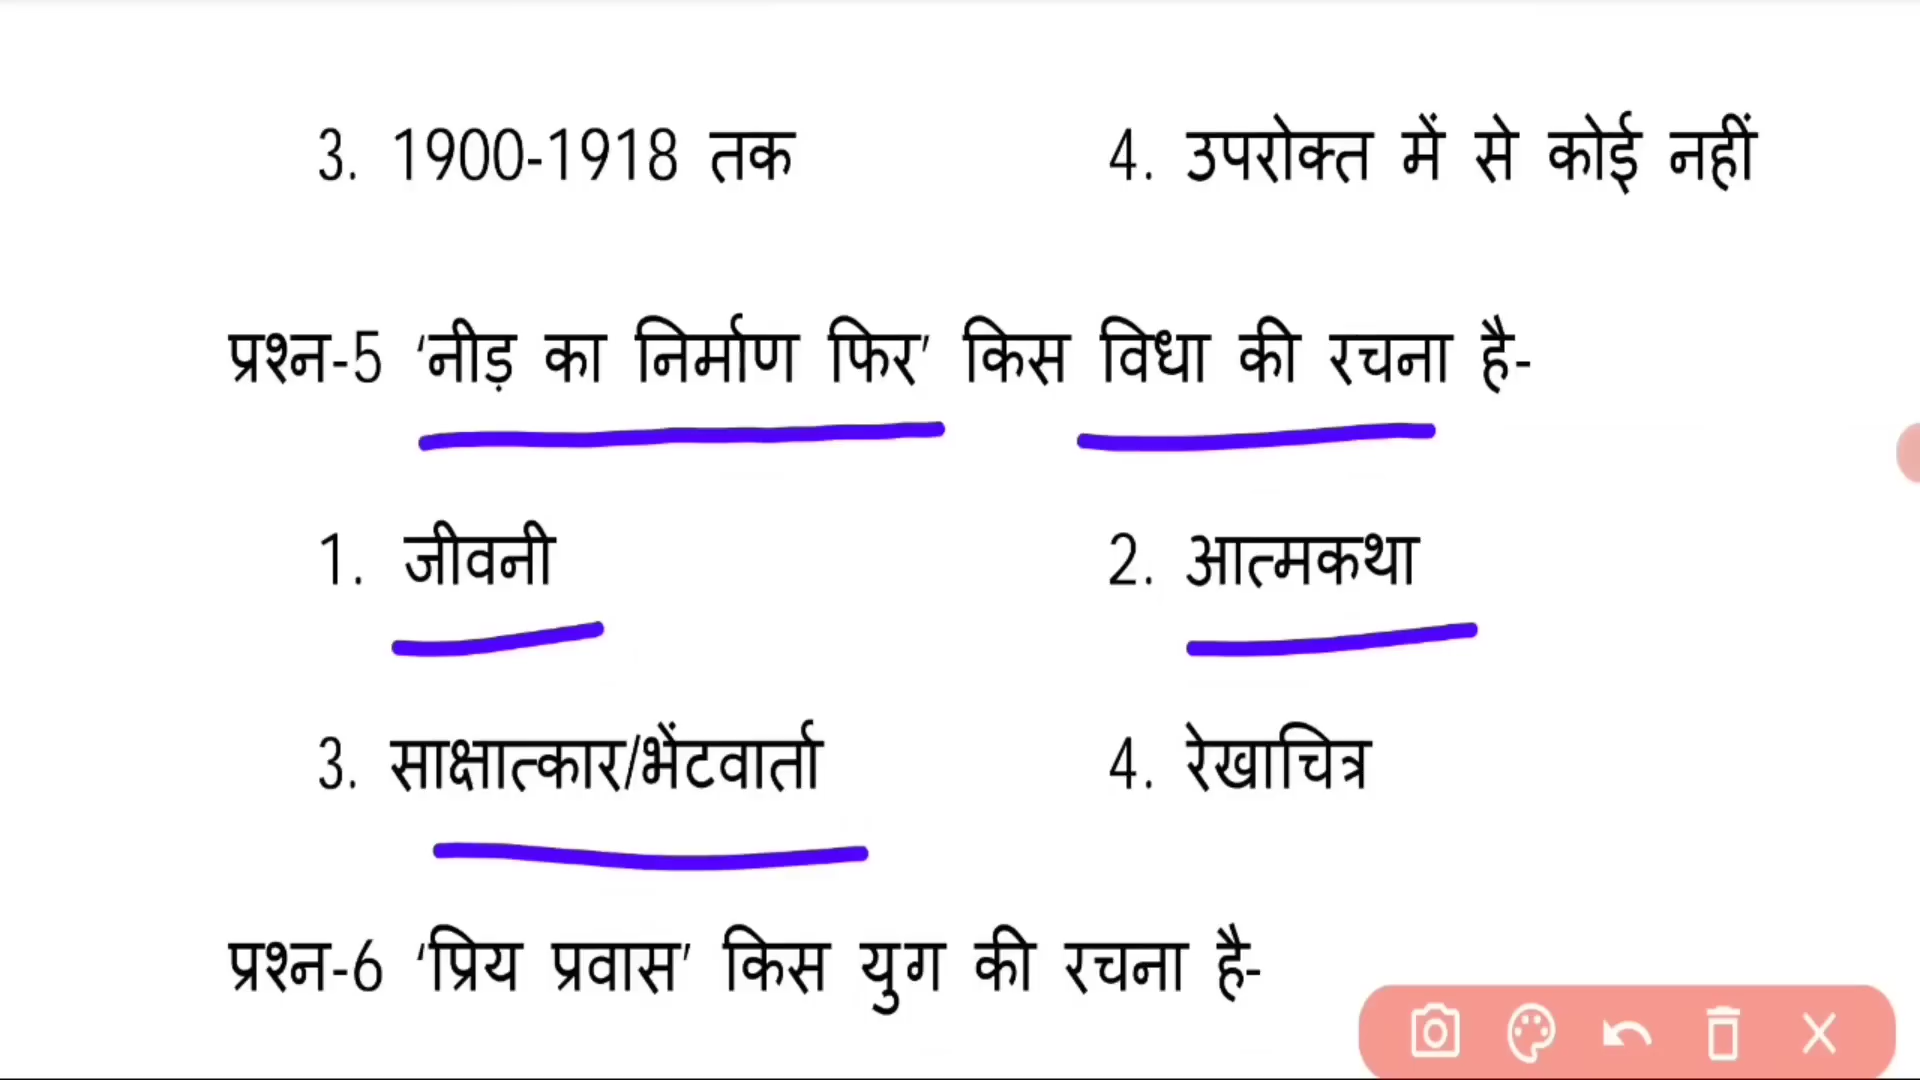 3. 1900-1918 तक 4. उपरोक्त में से कोई नहीं
प्रश्न-5 ‘नीड़ का निर्माण फिर’ किस विधा की रचना है-
1. जीवनी 2. आत्मकथा
3. साक्षात्कार/भेंटवार्ता 4. रेखाचित्र
प्रश्न-6 ‘प्रिय प्रवास’ किस युग की रचना है-